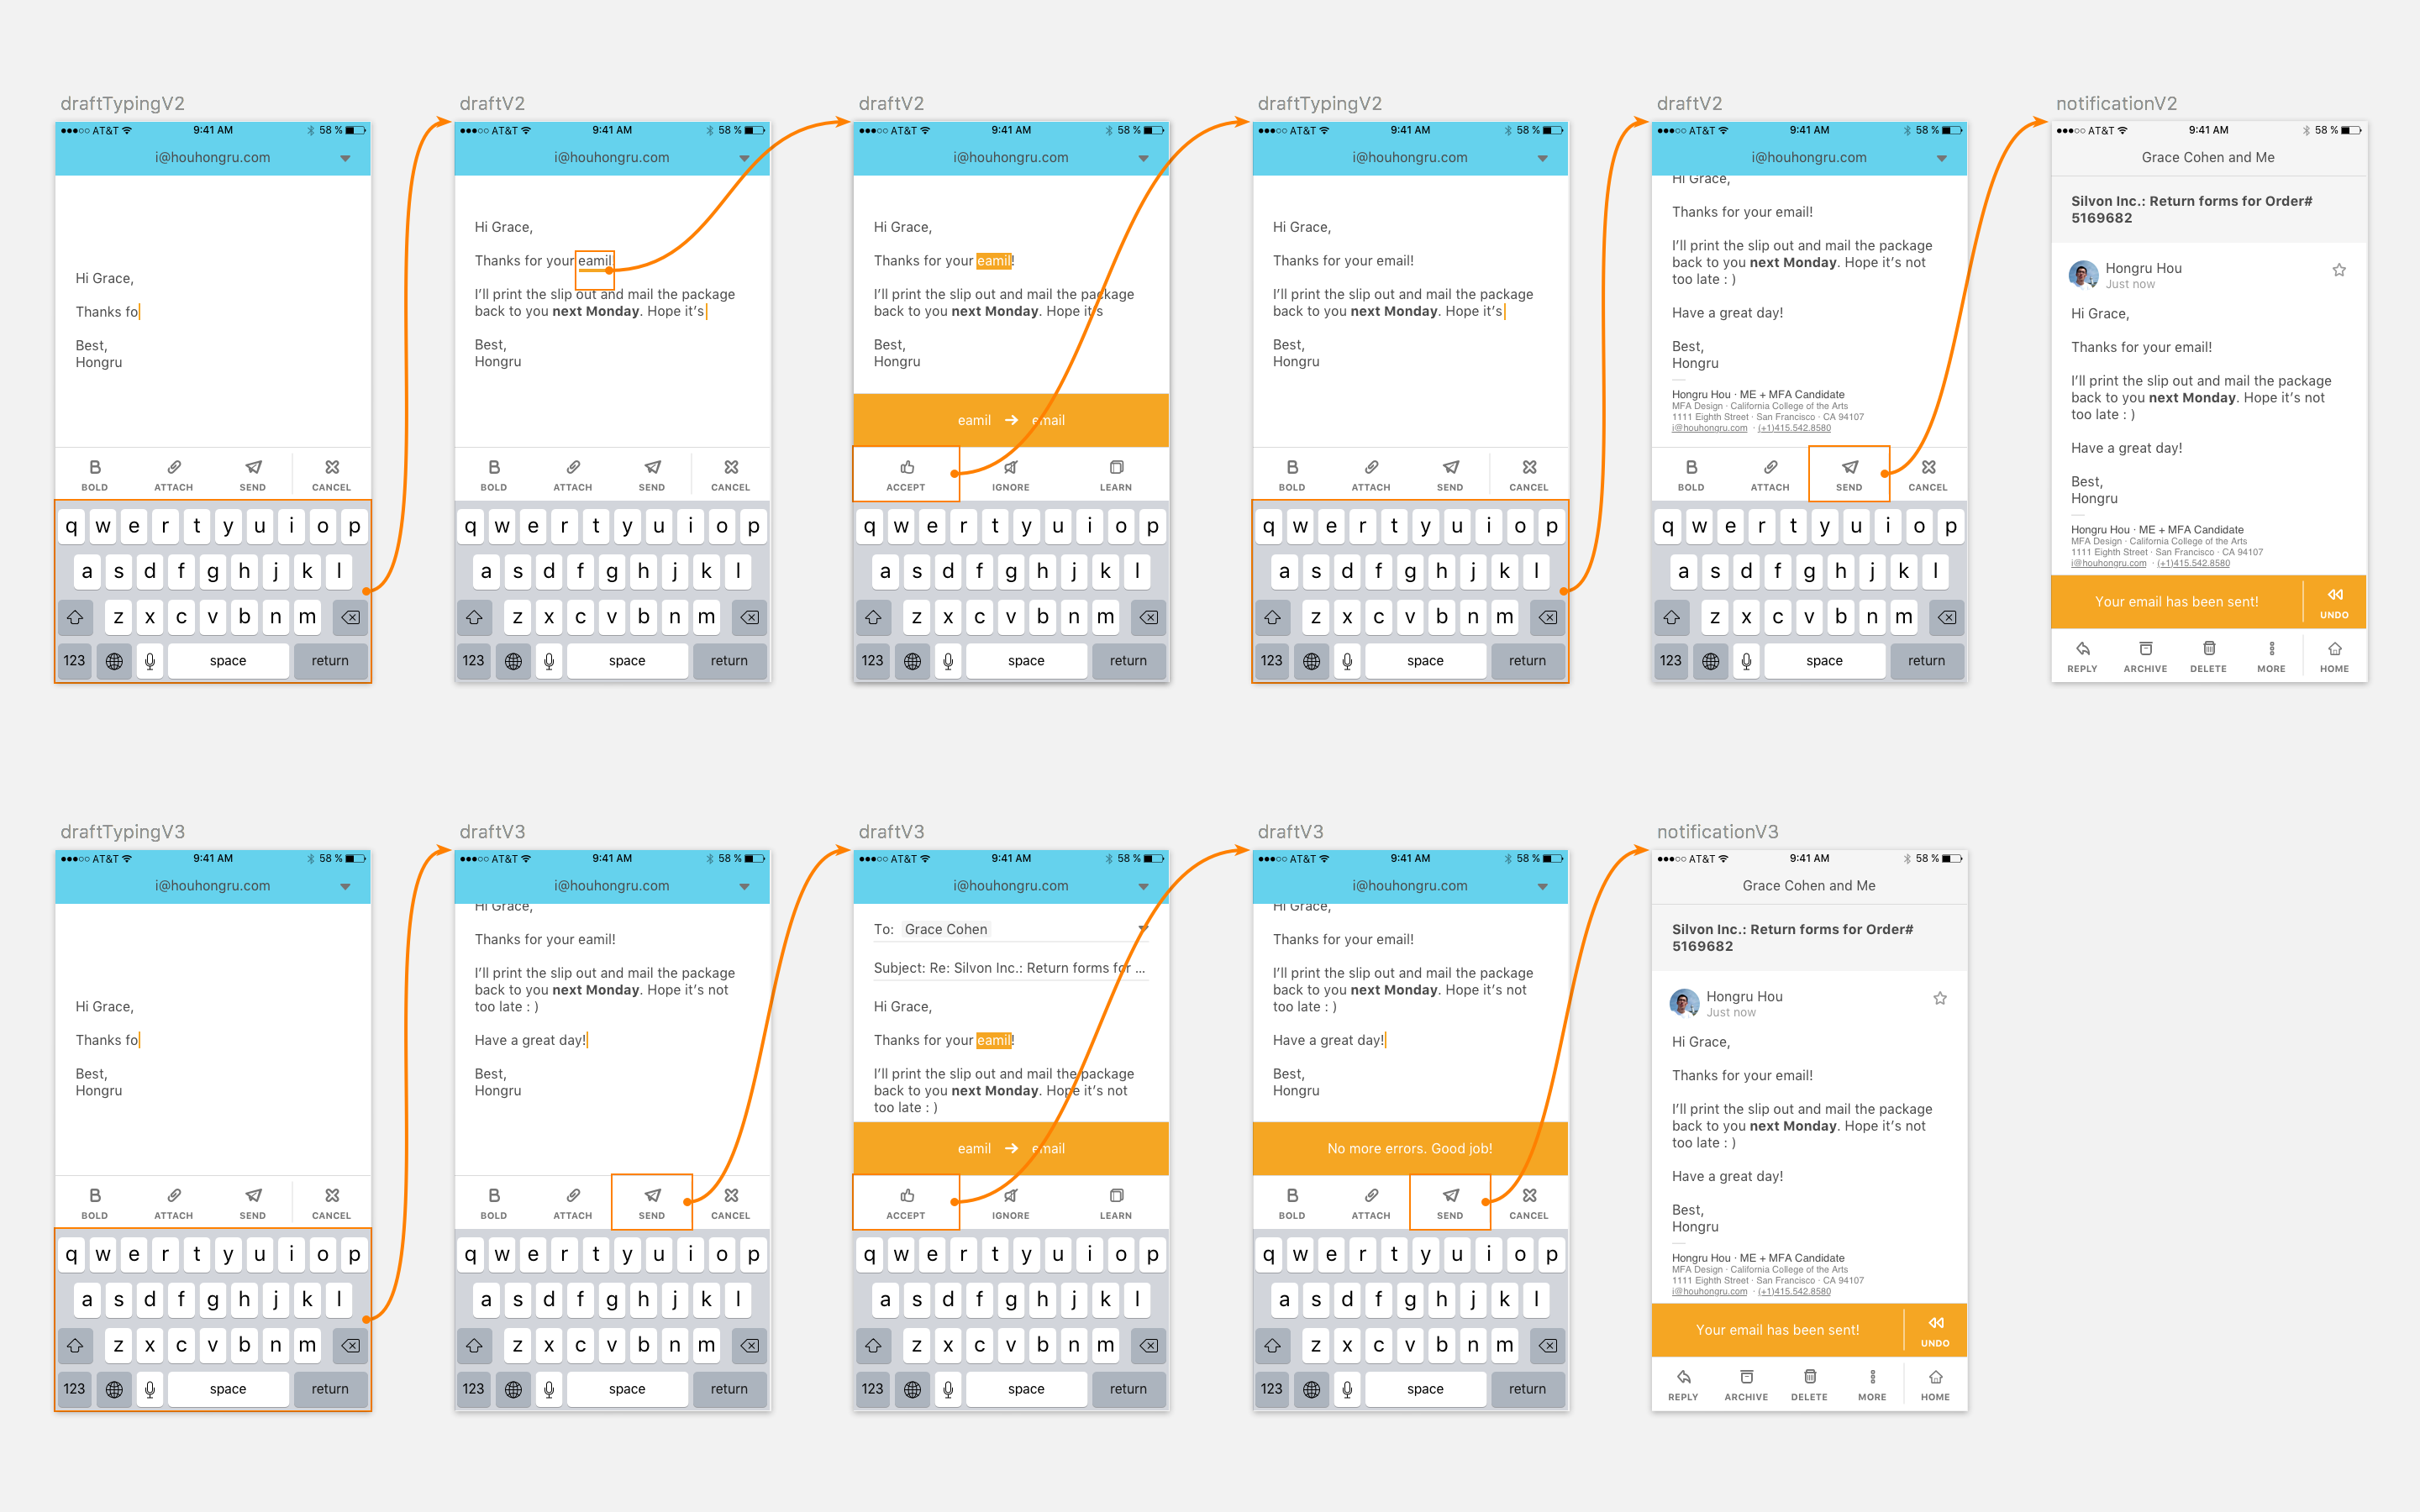 draftTypingV2
AT&T 9:41 AM 58 %
i@houhongru.com
Hi Grace,
Thanks fo
Best,
Hongru
BOLD ATTACH SEND CANCEL
q w e r t y u i o p
a s d f g h j k l
z x c v b n m
123 space return
draftV2
AT&T 9:41 AM 58 %
i@houhongru.com
Hi Grace,
Thanks for your eamil!
I'll print the slip out and mail the package
back to you next Monday. Hope it's
Best,
Hongru
BOLD ATTACH SEND CANCEL
q w e r t y u i o p
a s d f g h j k l
z x c v b n m
123 space return
draftV2
AT&T 9:41 AM 58 %
i@houhongru.com
Hi Grace,
Thanks for your eamil!
I'll print the slip out and mail the package
back to you next Monday. Hope it's
Best,
Hongru
eamil → email
ACCEPT IGNORE LEARN
q w e r t y u i o p
a s d f g h j k l
z x c v b n m
123 space return
draftTypingV2
AT&T 9:41 AM 58 %
i@houhongru.com
Hi Grace,
Thanks for your email!
I'll print the slip out and mail the package
back to you next Monday. Hope it's
Best,
Hongru
BOLD ATTACH SEND CANCEL
q w e r t y u i o p
a s d f g h j k l
z x c v b n m
123 space return
draftV2
AT&T 9:41 AM 58 %
i@houhongru.com
Hi Grace,
Thanks for your email!
I'll print the slip out and mail the package
back to you next Monday. Hope it's not
too late : )
Have a great day!
Best,
Hongru
Hongru Hou · ME + MFA Candidate
MFA Design · California College of the Arts
1111 Eighth Street · San Francisco · CA 94107
i@houhongru.com · (+1)415.542.8580
BOLD ATTACH SEND CANCEL
q w e r t y u i o p
a s d f g h j k l
z x c v b n m
123 space return
notificationV2
AT&T 9:41 AM 58 %
Grace Cohen and Me
Silvon Inc.: Return forms for Order#
5169682
Hongru Hou
Just now
Hi Grace,
Thanks for your email!
I'll print the slip out and mail the package
back to you next Monday. Hope it's not
too late : )
Have a great day!
Best,
Hongru
Hongru Hou · ME + MFA Candidate
MFA Design · California College of the Arts
1111 Eighth Street · San Francisco · CA 94107
i@houhongru.com · (+1)415.542.8580
Your email has been sent! UNDO
REPLY ARCHIVE DELETE MORE HOME
draftTypingV3
AT&T 9:41 AM 58 %
i@houhongru.com
Hi Grace,
Thanks fo
Best,
Hongru
BOLD ATTACH SEND CANCEL
q w e r t y u i o p
a s d f g h j k l
z x c v b n m
123 space return
draftV3
AT&T 9:41 AM 58 %
i@houhongru.com
Hi Grace,
Thanks for your eamil!
I'll print the slip out and mail the package
back to you next Monday. Hope it's not
too late : )
Have a great day!
Best,
Hongru
BOLD ATTACH SEND CANCEL
q w e r t y u i o p
a s d f g h j k l
z x c v b n m
123 space return
draftV3
AT&T 9:41 AM 58 %
i@houhongru.com
To: Grace Cohen
Subject: Re: Silvon Inc.: Return forms for ...
Hi Grace,
Thanks for your eamil!
I'll print the slip out and mail the package
back to you next Monday. Hope it's not
too late : )
eamil → email
ACCEPT IGNORE LEARN
q w e r t y u i o p
a s d f g h j k l
z x c v b n m
123 space return
draftV3
AT&T 9:41 AM 58 %
i@houhongru.com
Hi Grace,
Thanks for your email!
I'll print the slip out and mail the package
back to you next Monday. Hope it's not
too late : )
Have a great day!
Best,
Hongru
No more errors. Good job!
BOLD ATTACH SEND CANCEL
q w e r t y u i o p
a s d f g h j k l
z x c v b n m
123 space return
notificationV3
AT&T 9:41 AM 58 %
Grace Cohen and Me
Silvon Inc.: Return forms for Order#
5169682
Hongru Hou
Just now
Hi Grace,
Thanks for your email!
I'll print the slip out and mail the package
back to you next Monday. Hope it's not
too late : )
Have a great day!
Best,
Hongru
Hongru Hou · ME + MFA Candidate
MFA Design · California College of the Arts
1111 Eighth Street · San Francisco · CA 94107
i@houhongru.com · (+1)415.542.8580
Your email has been sent! UNDO
REPLY ARCHIVE DELETE MORE HOME